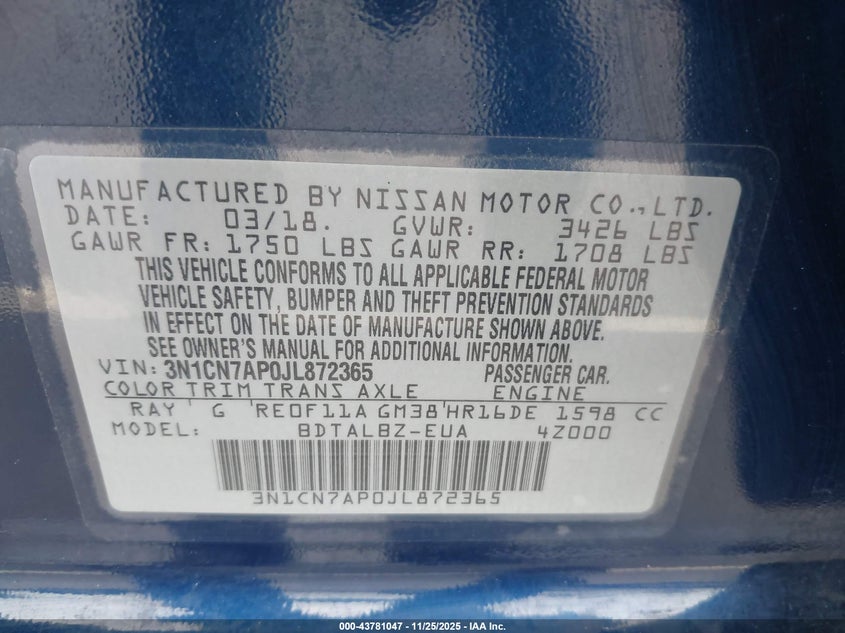 MANUFACTURED BY NISSAN MOTOR CO.,LTD.
DATE: 03/18. GVWR: 3426 LBS
GAWR FR: 1750 LBS GAWR RR: 1708 LBS
THIS VEHICLE CONFORMS TO ALL APPLICABLE FEDERAL MOTOR
VEHICLE SAFETY, BUMPER AND THEFT PREVENTION STANDARDS
IN EFFECT ON THE DATE OF MANUFACTURE SHOWN ABOVE.
SEE OWNER'S MANUAL FOR ADDITIONAL INFORMATION.
VIN: 3N1CN7AP0JL872365 PASSENGER CAR.
COLOR TRIM TRANS AXLE ENGINE
RAY G RE0F11A GM38 HR16DE 1598 CC
MODEL: BDTALBZ-EUA 4Z000
3N1CN7AP0JL872365
000-43781047 - 11/25/2025 - IAA Inc.